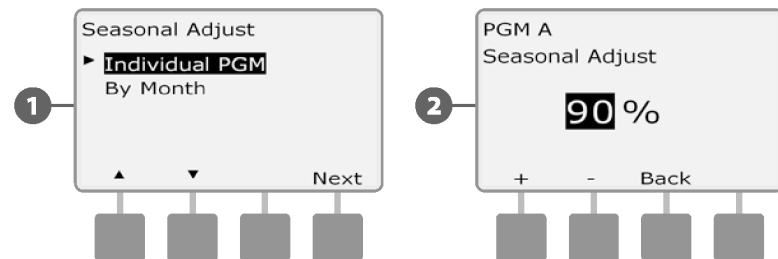 1
Seasonal Adjust
► Individual PGM
By Month
▲ ▼ Next
2
PGM A
Seasonal Adjust
90 %
+ - Back